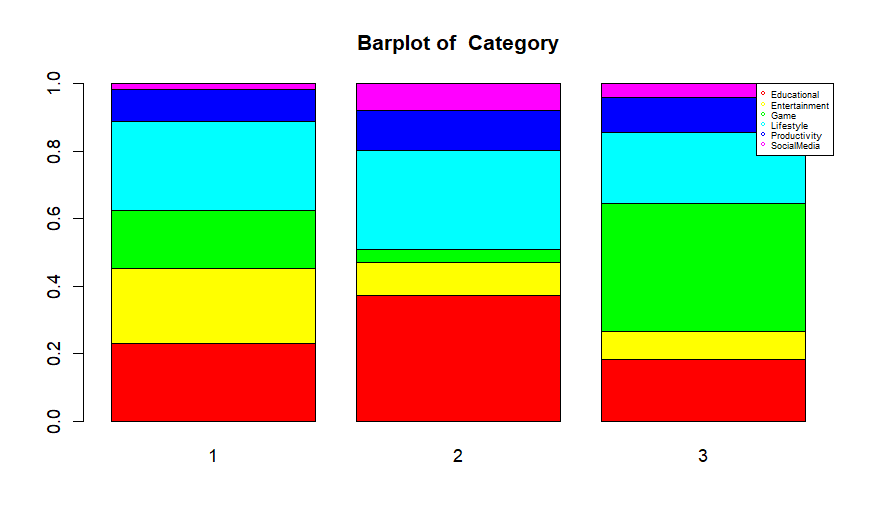 Barplot of  Category
1.0
0.8
0.6
0.4
0.2
0.0
Educational
Entertainment
Game
Lifestyle
Productivity
SocialMedia
1 2 3